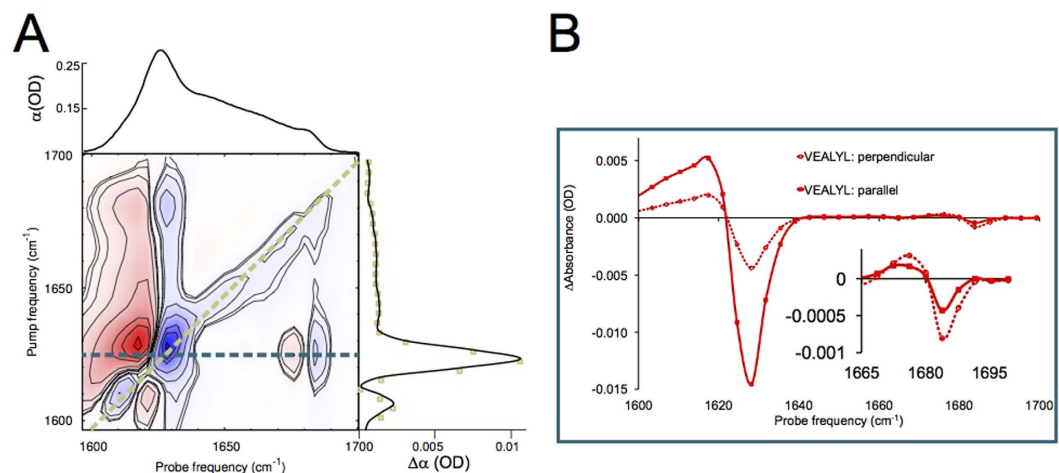 A
α(OD)
0.25
0.15
1700
1650
1600
Pump frequency (cm⁻¹)
1600
1650
1700
Probe frequency (cm⁻¹)
0.005
0.01
Δα (OD)
B
VEALYL: perpendicular
VEALYL: parallel
ΔAbsorbance (OD)
0.005
0.000
-0.005
-0.010
-0.015
0
-0.0005
-0.001
1665
1680
1695
1600
1620
1640
1660
1680
1700
Probe frequency (cm⁻¹)